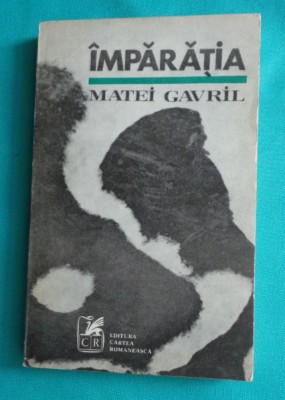 ÎMPĂRĂȚIA
MATEI GAVRIL
CR
EDITURA
CARTEA
ROMÂNEASCĂ